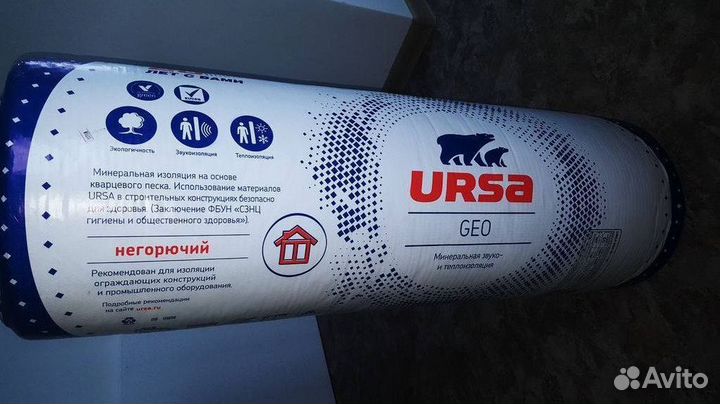 ЛЕТ С ВАМИ
Экологичность
Звукоизоляция
Теплоизоляция
Минеральная изоляция на основе
кварцевого песка. Использование материалов
URSA в строительных конструкциях безопасно
для здоровья. (Заключение ФБУН «СЗНЦ
гигиены и общественного здоровья»).
негорючий
Рекомендован для изоляции
ограждающих конструкций
и промышленного оборудования.
Подробные рекомендации
на сайте ursa.ru
URSA
GEO
Минеральная звуко-
и теплоизоляция
Avito